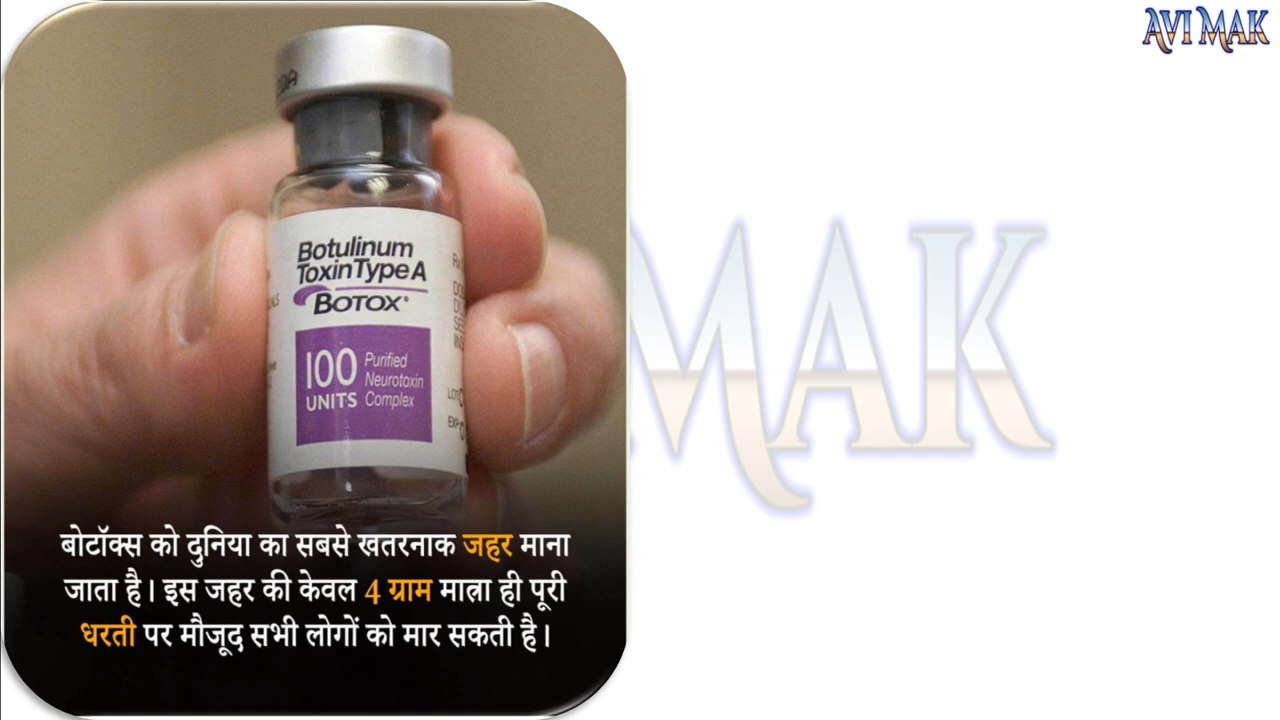 AVI MAK
Botulinum
Toxin Type A
BOTOX®
100
UNITS
Purified
Neurotoxin
Complex
EXP
MAK
बोटॉक्स को दुनिया का सबसे खतरनाक जहर माना
जाता है। इस जहर की केवल 4 ग्राम मात्रा ही पूरी
धरती पर मौजूद सभी लोगों को मार सकती है।